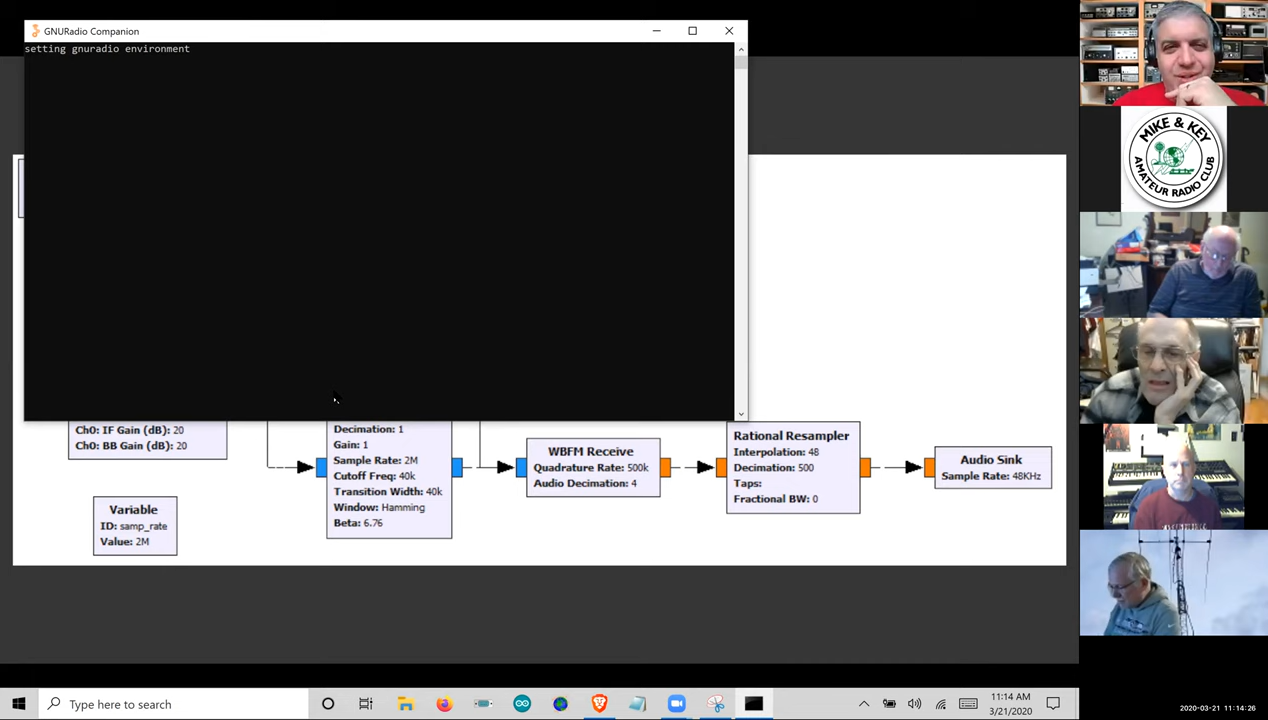 GNURadio Companion
setting gnuradio environment
Ch0: IF Gain (dB): 20
Ch0: BB Gain (dB): 20
Variable
ID: samp_rate
Value: 2M
Decimation: 1
Gain: 1
Sample Rate: 2M
Cutoff Freq: 40k
Transition Width: 40k
Window: Hamming
Beta: 6.76
WBFM Receive
Quadrature Rate: 500k
Audio Decimation: 4
Rational Resampler
Interpolation: 48
Decimation: 500
Taps:
Fractional BW: 0
Audio Sink
Sample Rate: 48KHz
MIKE & KEY
AMATEUR RADIO CLUB
Type here to search
11:14 AM
3/21/2020
2020-03-21 11:14:26